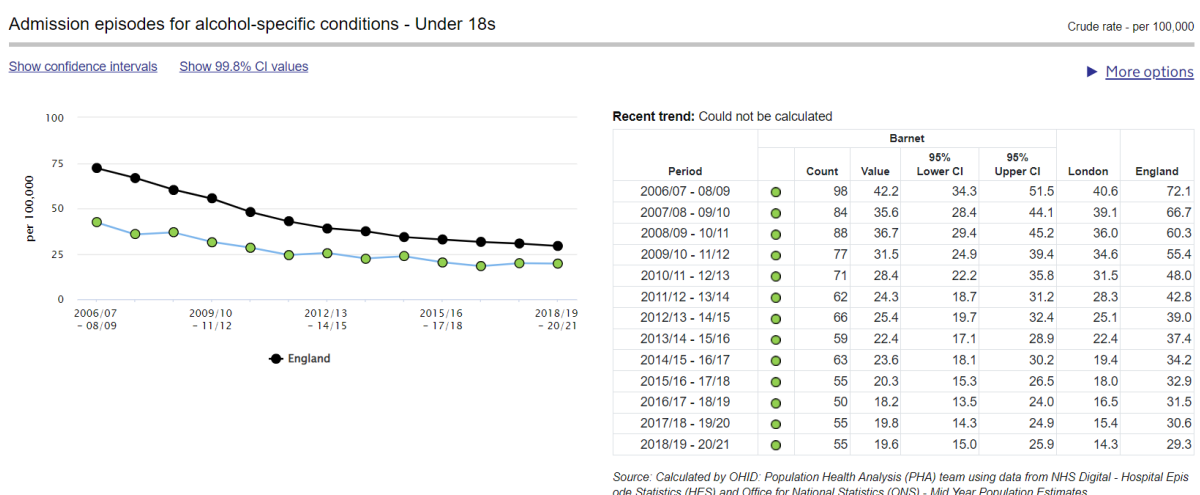 Admission episodes for alcohol-specific conditions - Under 18s
Crude rate - per 100,000
Show confidence intervals Show 99.8% CI values
► More options
100
75
50
25
0
per 100,000
2006/07 2009/10 2012/13 2015/16 2018/19
- 08/09 - 11/12 - 14/15 - 17/18 - 20/21
England
Recent trend: Could not be calculated
Barnet
95% 95%
Period Count Value Lower CI Upper CI London England
2006/07 - 08/09 98 42.2 34.3 51.5 40.6 72.1
2007/08 - 09/10 84 35.6 28.4 44.1 39.1 66.7
2008/09 - 10/11 88 36.7 29.4 45.2 36.0 60.3
2009/10 - 11/12 77 31.5 24.9 39.4 34.6 55.4
2010/11 - 12/13 71 28.4 22.2 35.8 31.5 48.0
2011/12 - 13/14 62 24.3 18.7 31.2 28.3 42.8
2012/13 - 14/15 66 25.4 19.7 32.4 25.1 39.0
2013/14 - 15/16 59 22.4 17.1 28.9 22.4 37.4
2014/15 - 16/17 63 23.6 18.1 30.2 19.4 34.2
2015/16 - 17/18 55 20.3 15.3 26.5 18.0 32.9
2016/17 - 18/19 50 18.2 13.5 24.0 16.5 31.5
2017/18 - 19/20 55 19.8 14.3 24.9 15.4 30.6
2018/19 - 20/21 55 19.6 15.0 25.9 14.3 29.3
Source: Calculated by OHID: Population Health Analysis (PHA) team using data from NHS Digital - Hospital Epis
ode Statistics (HES) and Office for National Statistics (ONS) - Mid Year Population Estimates